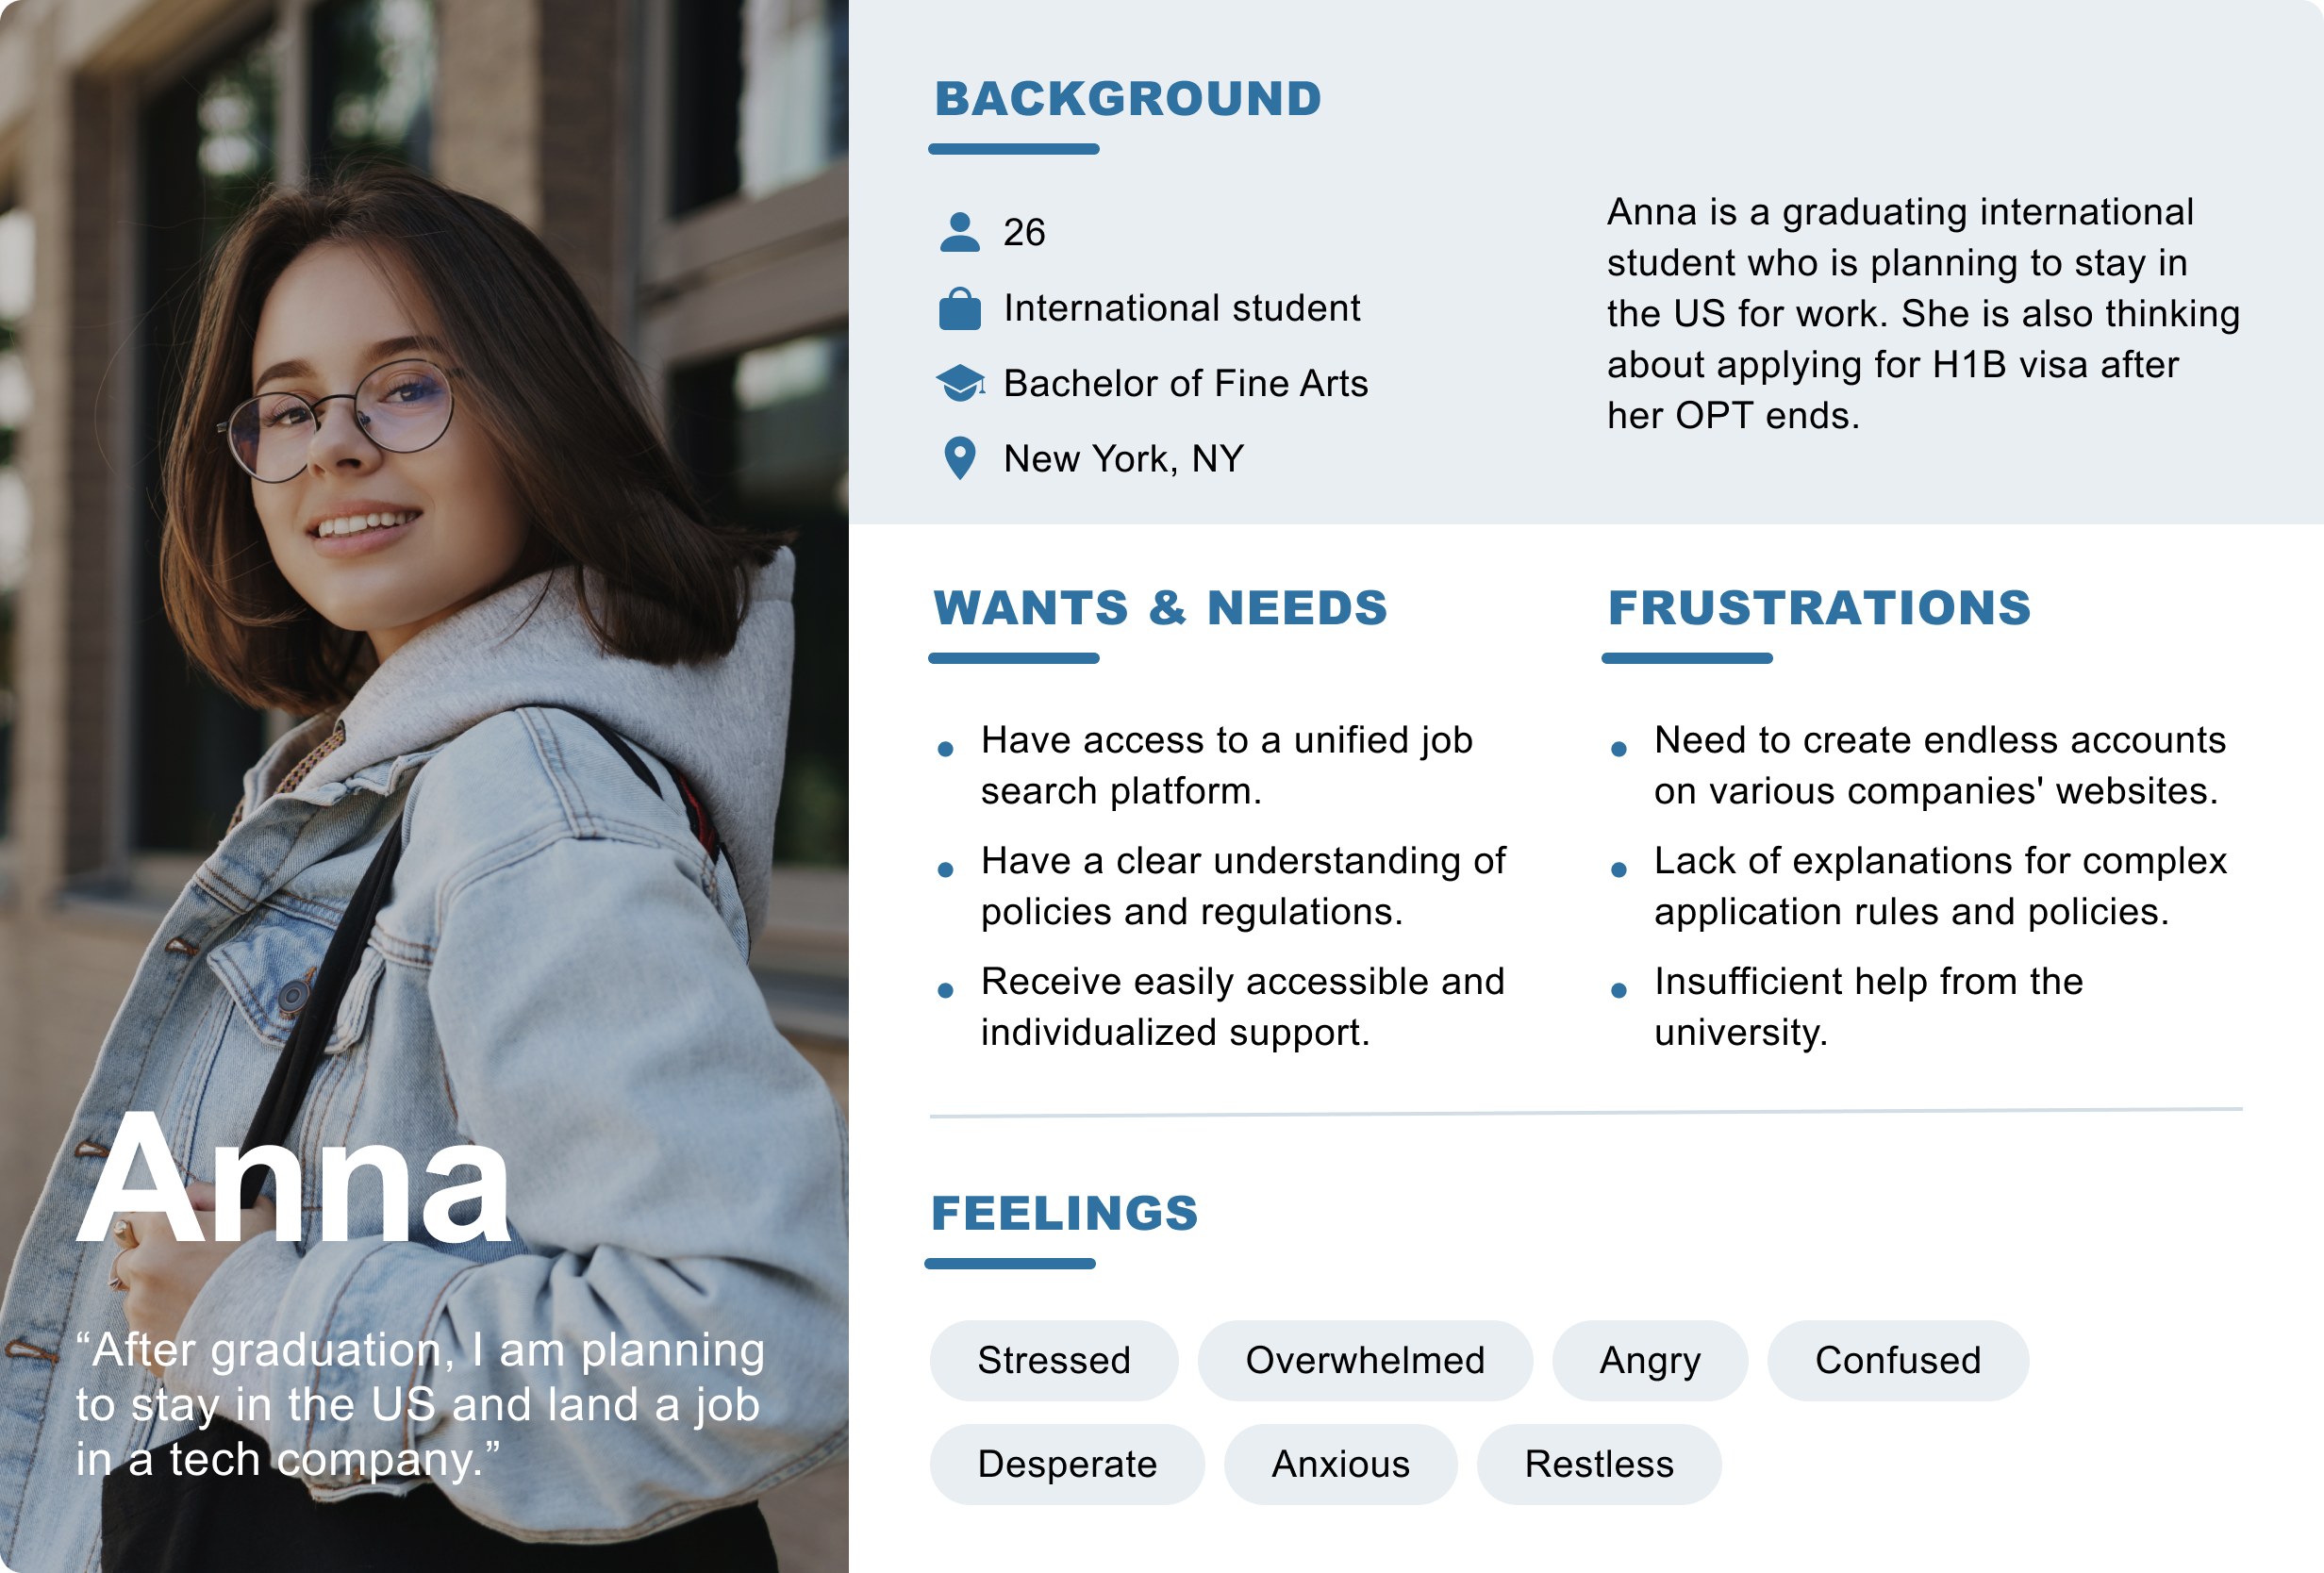 Anna
“After graduation, I am planning
to stay in the US and land a job
in a tech company.”
BACKGROUND
26
International student
Bachelor of Fine Arts
New York, NY
Anna is a graduating international
student who is planning to stay in
the US for work. She is also thinking
about applying for H1B visa after
her OPT ends.
WANTS & NEEDS
Have access to a unified job
search platform.
Have a clear understanding of
policies and regulations.
Receive easily accessible and
individualized support.
FRUSTRATIONS
Need to create endless accounts
on various companies' websites.
Lack of explanations for complex
application rules and policies.
Insufficient help from the
university.
FEELINGS
Stressed
Overwhelmed
Angry
Confused
Desperate
Anxious
Restless